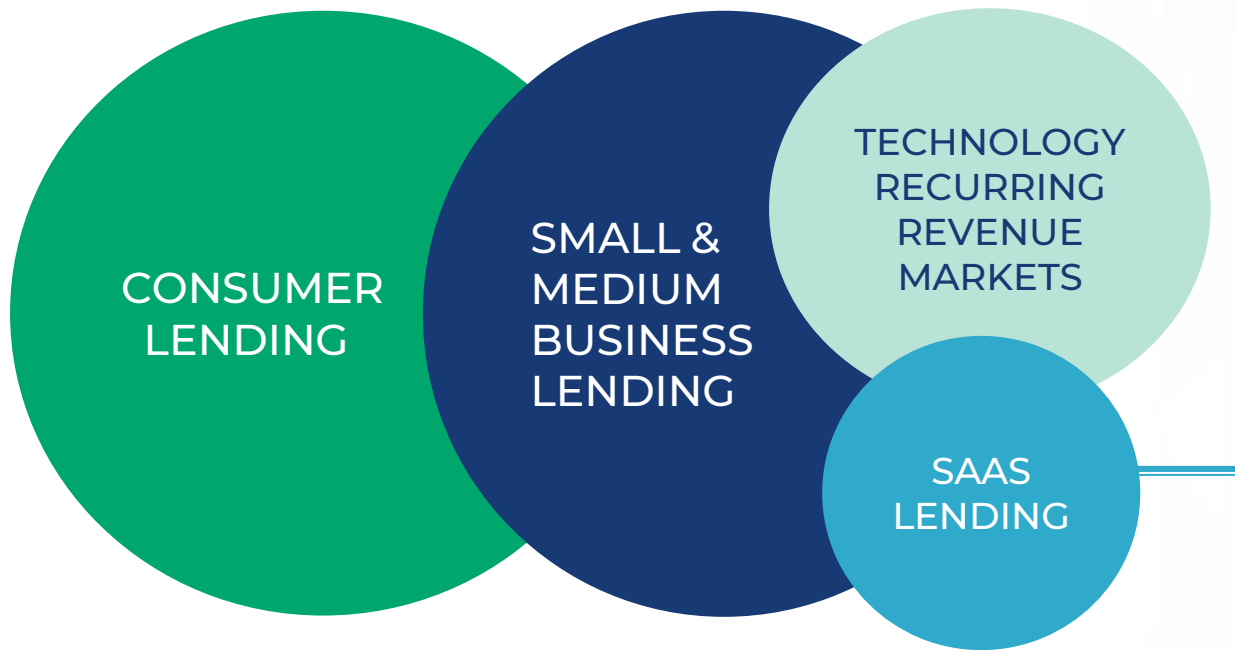 CONSUMER
LENDING
SMALL &
MEDIUM
BUSINESS
LENDING
TECHNOLOGY
RECURRING
REVENUE
MARKETS
SAAS
LENDING